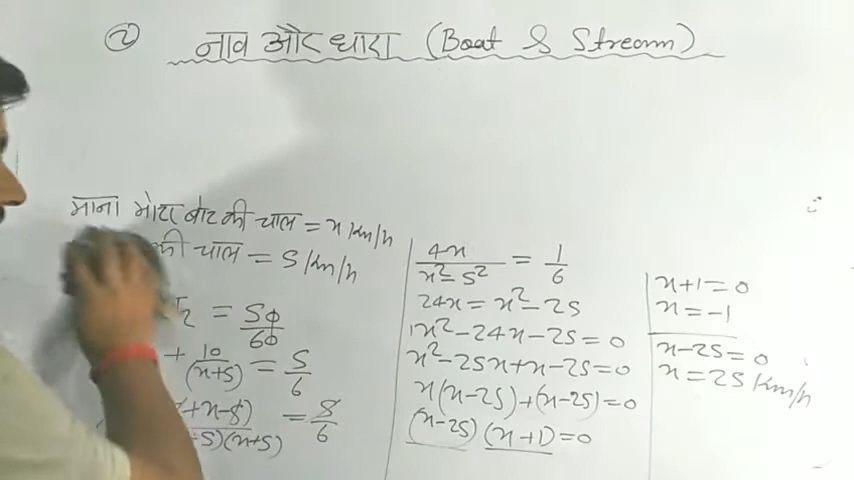 2 नाव और धारा (Boat & Stream)
माना मोटर बोट की चाल = x km/h
की चाल = 5 km/h
= 50/60
+ 10/(x+5) = 5/6
+x-5)/(x+5) = 5/6
4x/x²-5² = 1/6
24x = x²-25
x²-24x-25=0
x²-25x+x-25=0
x(x-25)+(x-25)=0
(x-25) (x+1)=0
x+1=0
x=-1
x-25=0
x=25 km/h